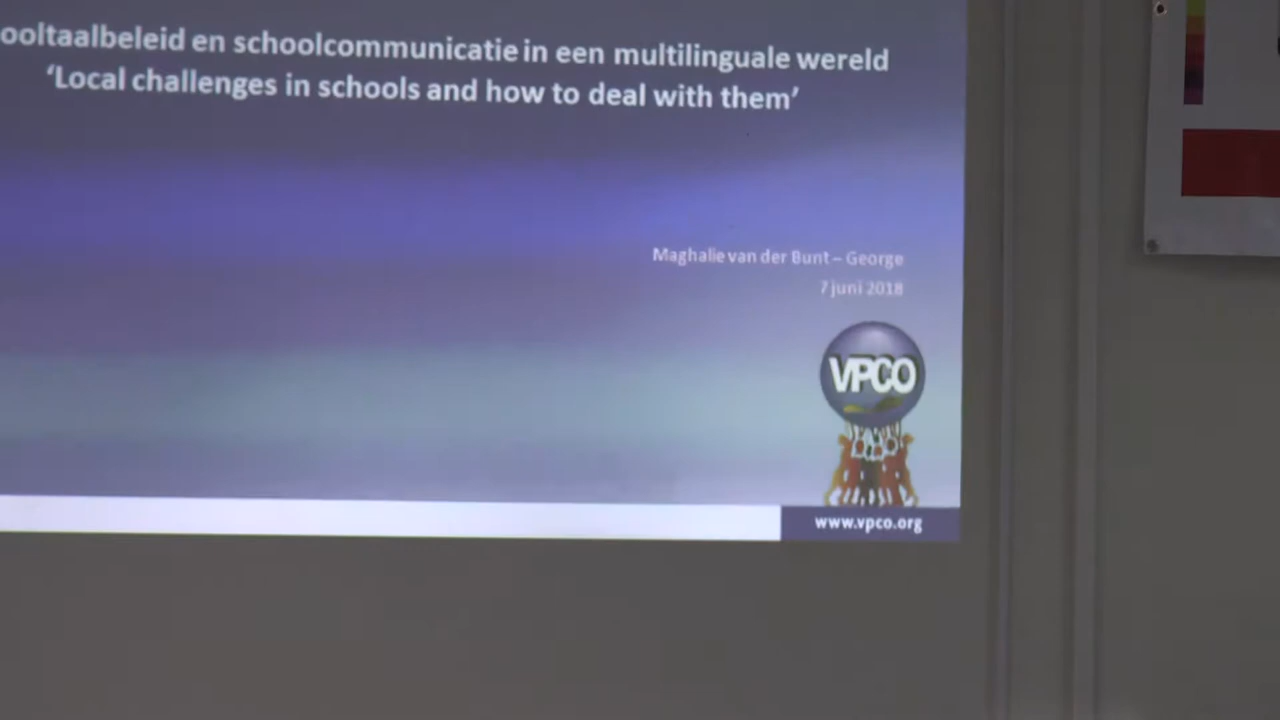 ooltaalbeleid en schoolcommunicatie in een multilinguale wereld
‘Local challenges in schools and how to deal with them’
Maghalie van der Bunt – George
7 juni 2018
VPCO
www.vpco.org